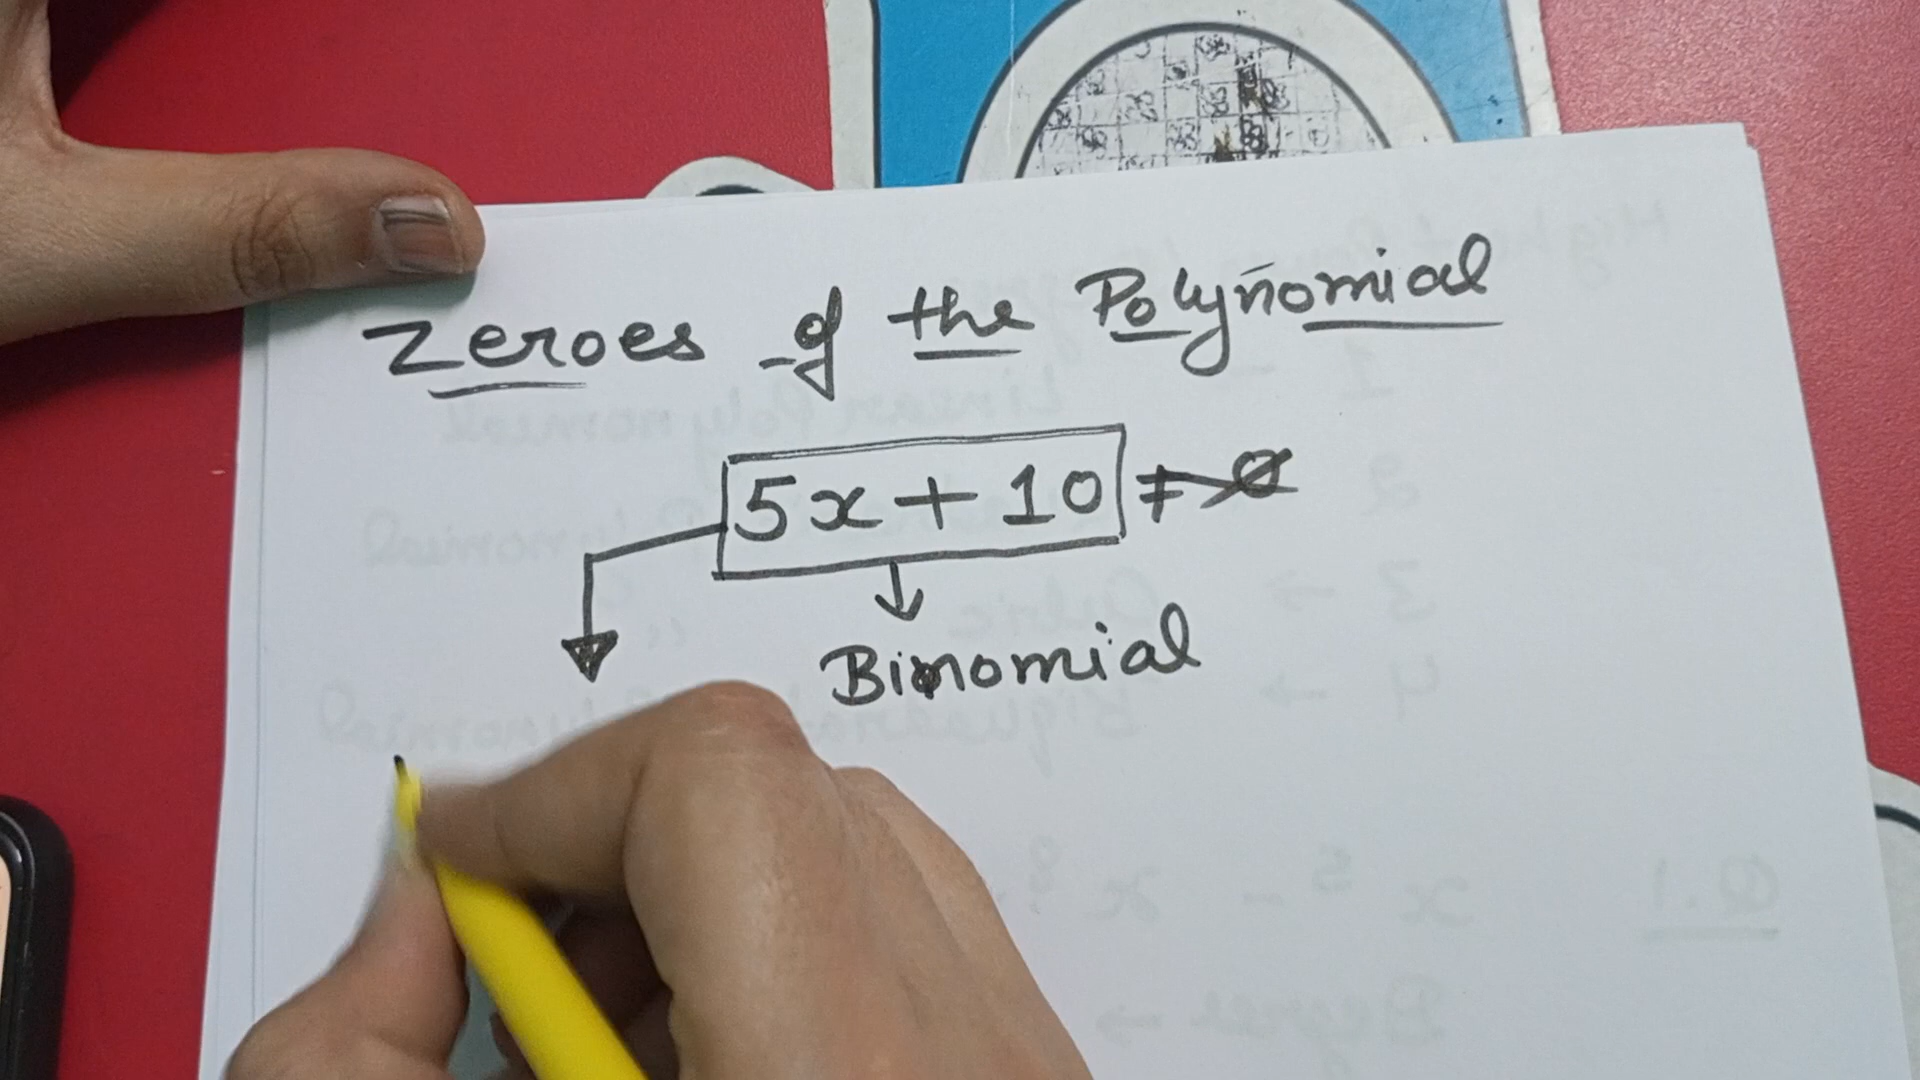 Zeroes of the Polynomial
5x + 10 = 0
Binomial